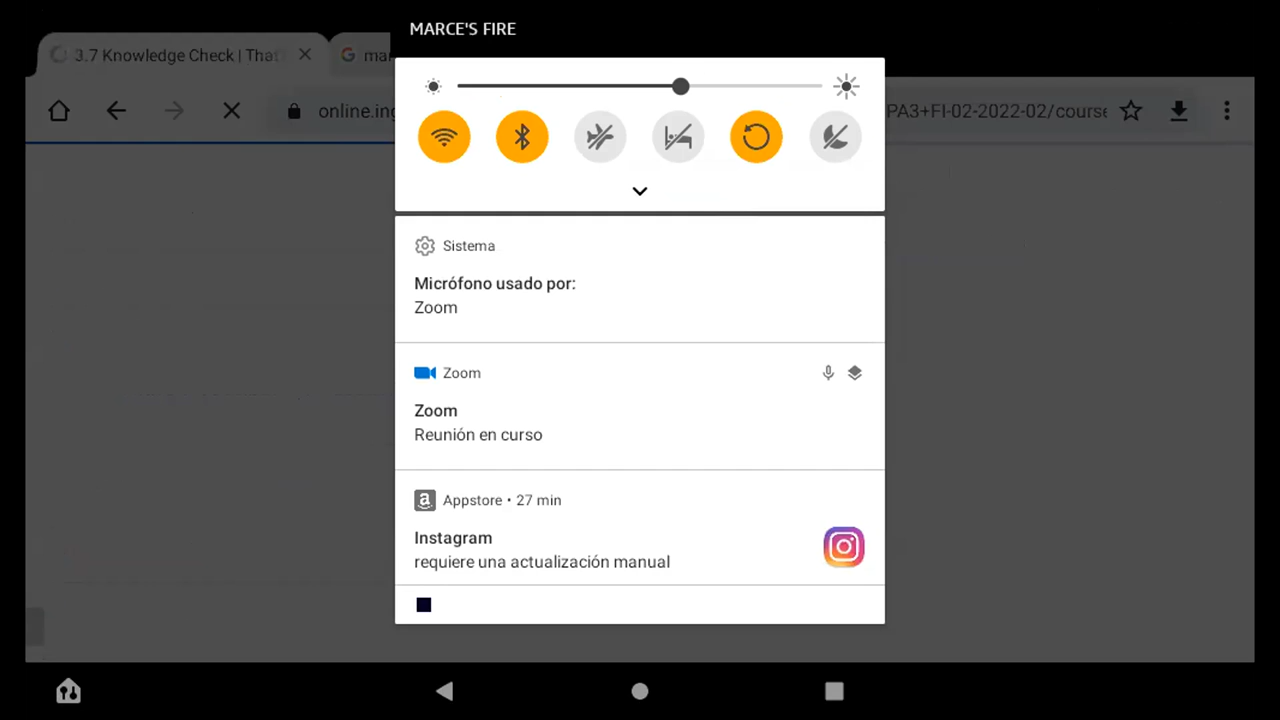 MARCE'S FIRE
3.7 Knowledge Check | That
online.ing
PA3+FI-02-2022-02/course
Sistema
Micrófono usado por:
Zoom
Zoom
Zoom
Reunión en curso
Appstore • 27 min
Instagram
requiere una actualización manual